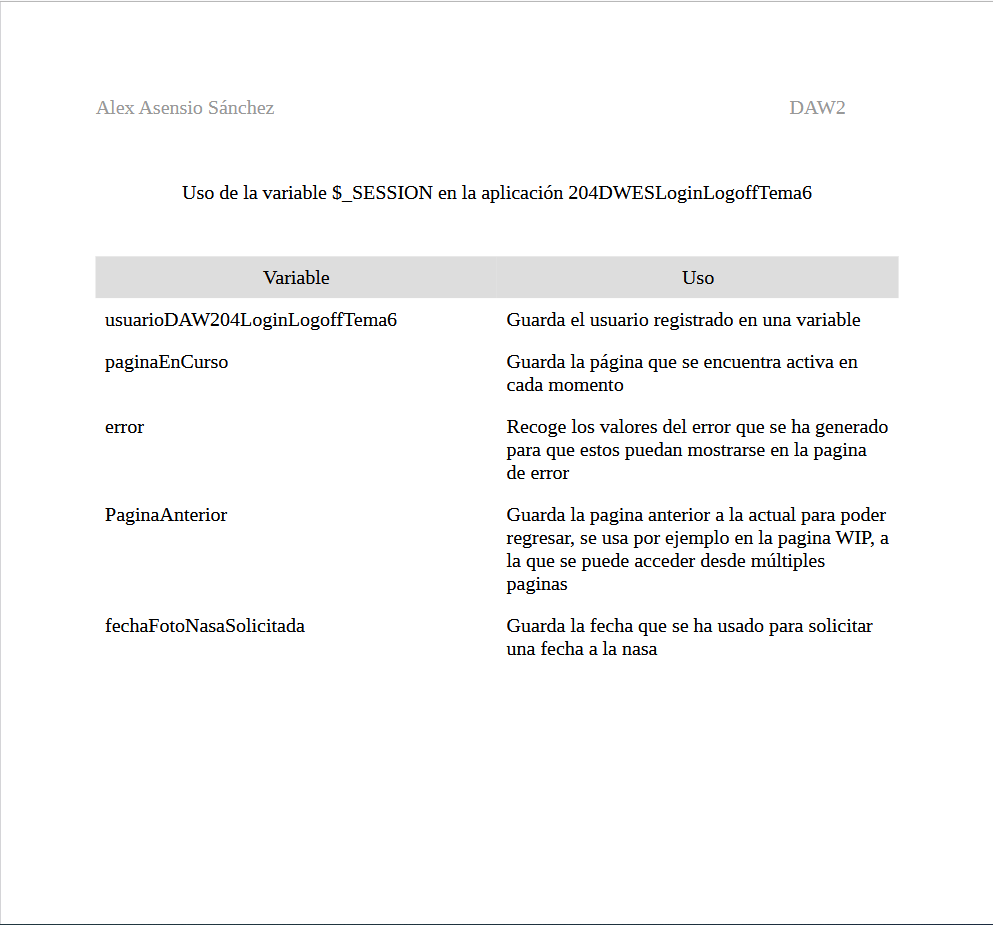 Alex Asensio Sánchez DAW2
Uso de la variable $_SESSION en la aplicación 204DWESLoginLogoffTema6
Variable Uso
usuarioDAW204LoginLogoffTema6 Guarda el usuario registrado en una variable
paginaEnCurso Guarda la página que se encuentra activa en
cada momento
error Recoge los valores del error que se ha generado
para que estos puedan mostrarse en la pagina
de error
PaginaAnterior Guarda la pagina anterior a la actual para poder
regresar, se usa por ejemplo en la pagina WIP, a
la que se puede acceder desde múltiples
paginas
fechaFotoNasaSolicitada Guarda la fecha que se ha usado para solicitar
una fecha a la nasa